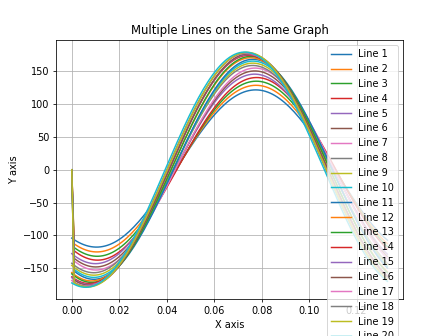 Multiple Lines on the Same Graph
Y axis
150
100
50
0
−50
−100
−150
0.00
0.02
0.04
0.06
0.08
0.10
X axis
Line 1
Line 2
Line 3
Line 4
Line 5
Line 6
Line 7
Line 8
Line 9
Line 10
Line 11
Line 12
Line 13
Line 14
Line 15
Line 16
Line 17
Line 18
Line 19
Line 20